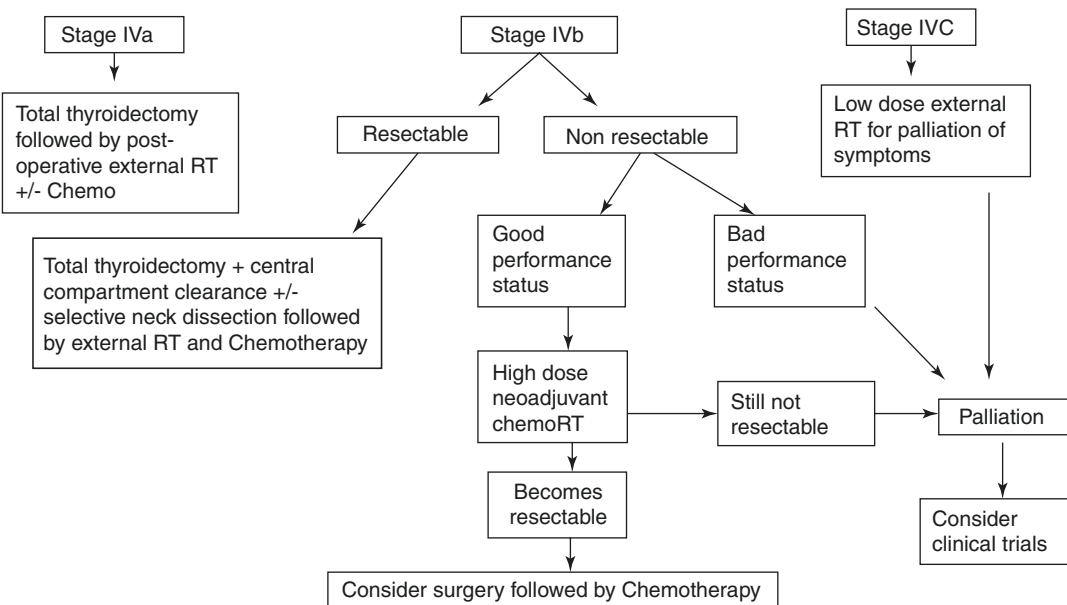 Stage IVa
Stage IVb
Stage IVC
Total thyroidectomy
followed by post-
operative external RT
+/- Chemo
Resectable
Non resectable
Low dose external
RT for palliation of
symptoms
Total thyroidectomy + central
compartment clearance +/-
selective neck dissection followed
by external RT and Chemotherapy
Good
performance
status
Bad
performance
status
High dose
neoadjuvant
chemoRT
Still not
resectable
Palliation
Becomes
resectable
Consider
clinical trials
Consider surgery followed by Chemotherapy